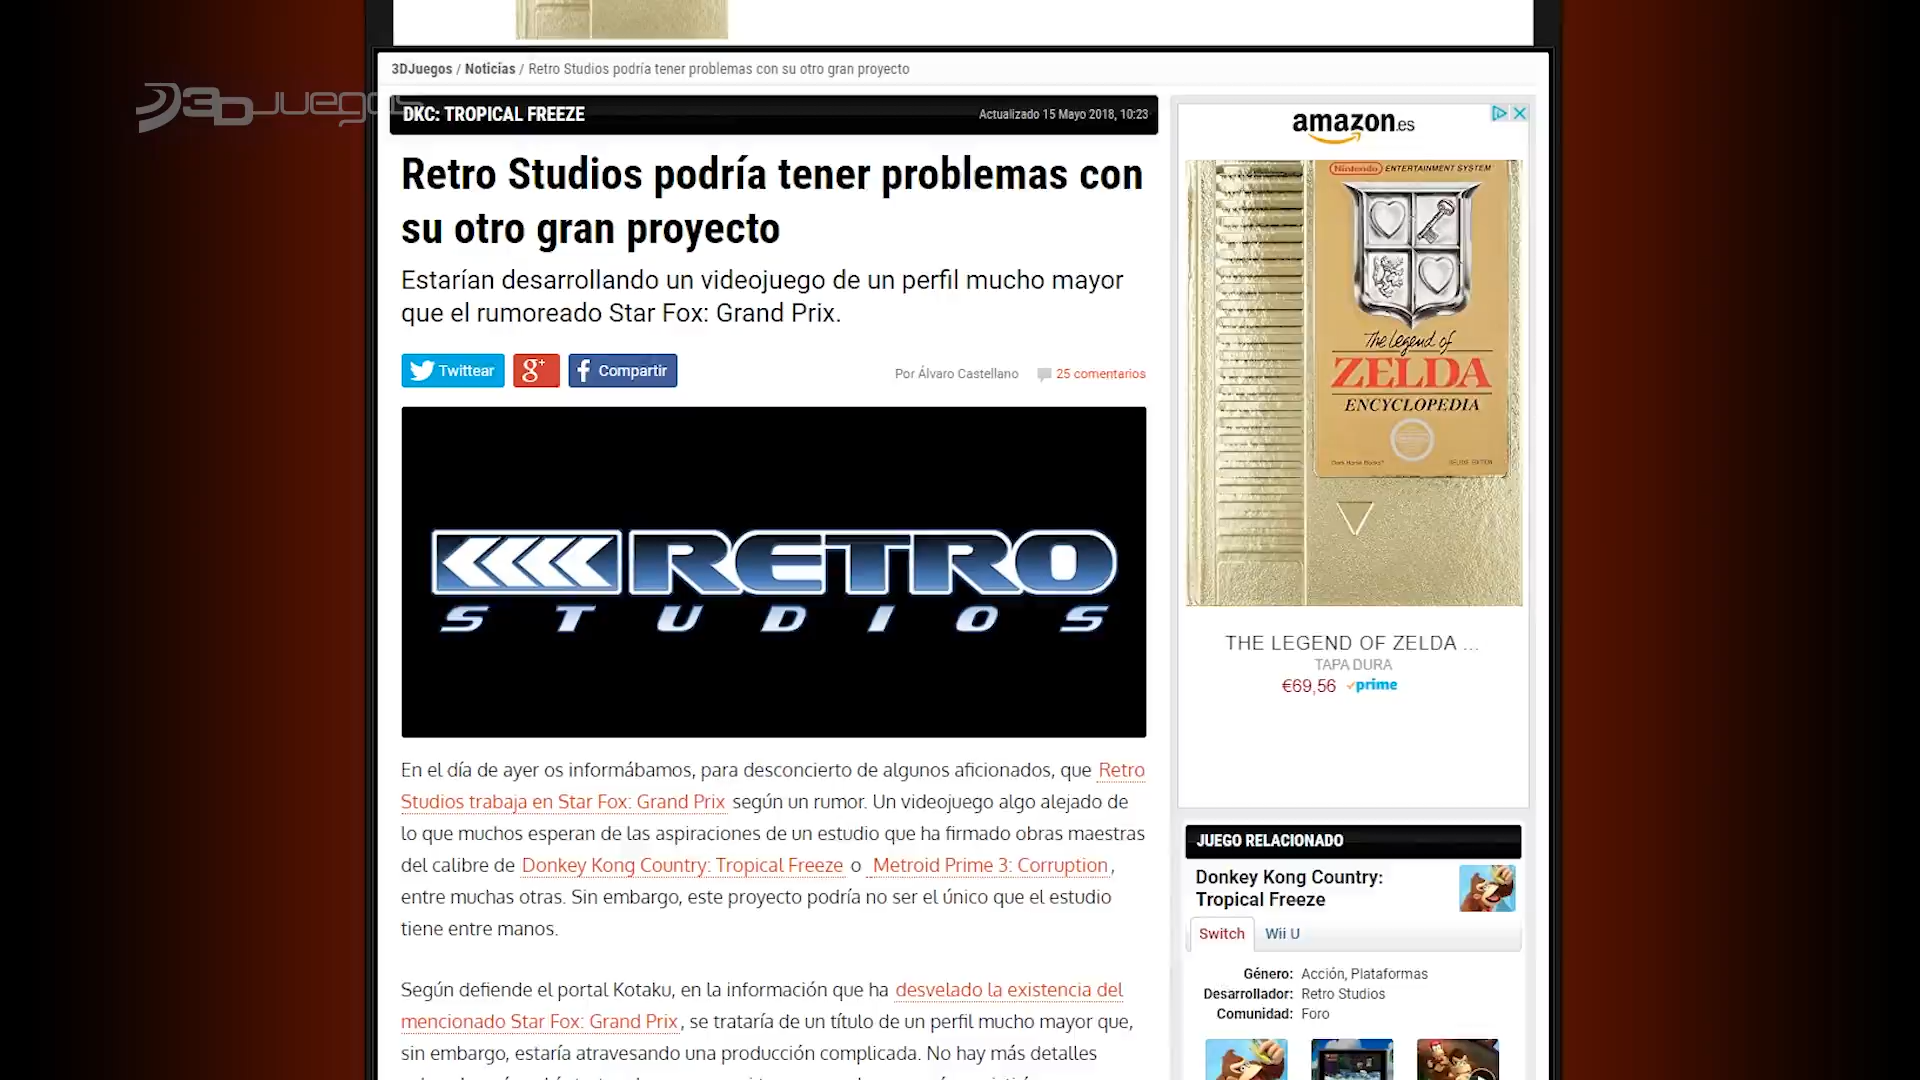 3DJuegos / Noticias / Retro Studios podría tener problemas con su otro gran proyecto
3DJuegos
DKC: TROPICAL FREEZE
Actualizado 15 Mayo 2018, 10:23
Retro Studios podría tener problemas con
su otro gran proyecto
Estarían desarrollando un videojuego de un perfil mucho mayor
que el rumoreado Star Fox: Grand Prix.
Twittear
g+
Compartir
Por Álvaro Castellano
25 comentarios
RETRO
STUDIOS
En el día de ayer os informábamos, para desconcierto de algunos aficionados, que Retro
Studios trabaja en Star Fox: Grand Prix según un rumor. Un videojuego algo alejado de
lo que muchos esperan de las aspiraciones de un estudio que ha firmado obras maestras
del calibre de Donkey Kong Country: Tropical Freeze o Metroid Prime 3: Corruption,
entre muchas otras. Sin embargo, este proyecto podría no ser el único que el estudio
tiene entre manos.
Según defiende el portal Kotaku, en la información que ha desvelado la existencia del
mencionado Star Fox: Grand Prix, se trataría de un título de un perfil mucho mayor que,
sin embargo, estaría atravesando una producción complicada. No hay más detalles
amazon.es
Nintendo ENTERTAINMENT SYSTEM
The Legend of
ZELDA
ENCYCLOPEDIA
Dark Horse Books
THE LEGEND OF ZELDA ...
TAPA DURA
€69,56 prime
JUEGO RELACIONADO
Donkey Kong Country:
Tropical Freeze
Switch
Wii U
Género: Acción, Plataformas
Desarrollador: Retro Studios
Comunidad: Foro